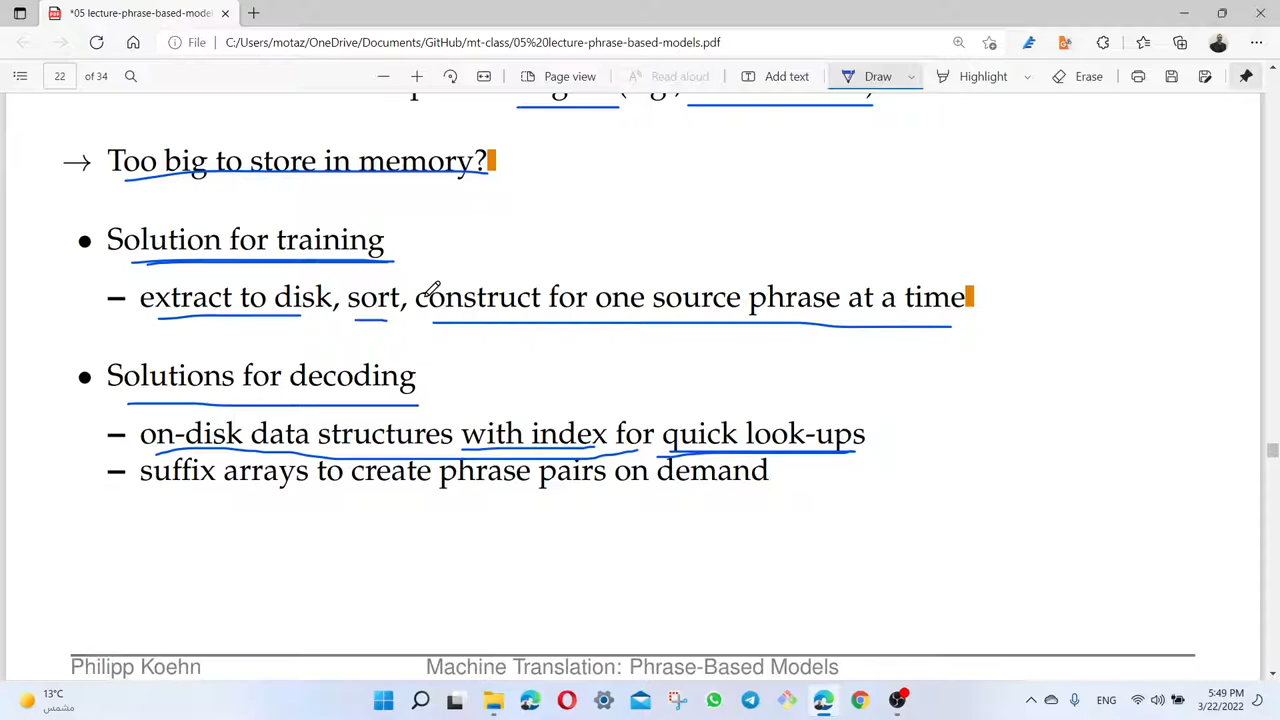 *05 lecture-phrase-based-model
File
C:/Users/motaz/OneDrive/Documents/GitHub/mt-class/05%20lecture-phrase-based-models.pdf
22 of 34
Page view
Read aloud
Add text
Draw
Highlight
Erase
→ Too big to store in memory?
• Solution for training
– extract to disk, sort, construct for one source phrase at a time
• Solutions for decoding
– on-disk data structures with index for quick look-ups
– suffix arrays to create phrase pairs on demand
Philipp Koehn
Machine Translation: Phrase-Based Models
13°C
مشمس
ENG
5:49 PM
3/22/2022